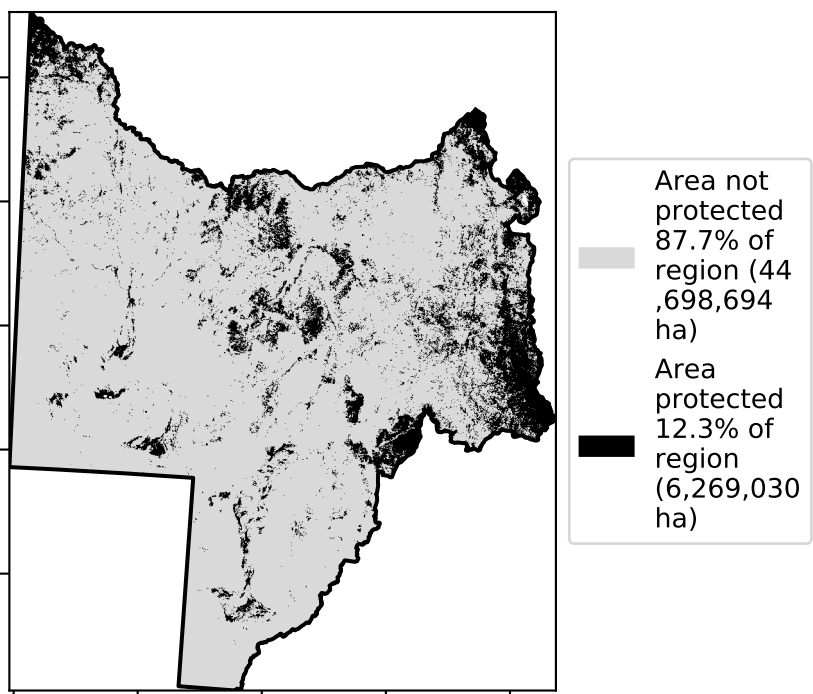 Area not
protected
87.7% of
region (44
,698,694
ha)
Area
protected
12.3% of
region
(6,269,030
ha)